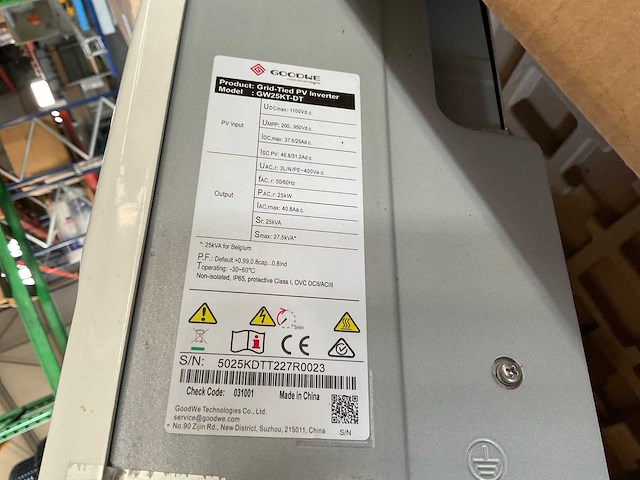 GOODWE
Product: Grid-Tied PV Inverter
Model : GW25KT-DT
PV Input
UDCmax: 1100Vd.c.
UMPP: 200...950Vd.c.
IDC,max: 37.5/25Ad.c.
ISC PV: 46.8/31.2Ad.c.
Output
UAC,r: 3L/N/PE~400Va.c.
fAC,r: 50/60Hz
PAC,r: 25kW
IAC,max: 40.8Aa.c.
Sr: 25kVA
Smax: 27.5kVA*
*: 25kVA for Belgium
P.F.: Default >0.99,0.8cap...0.8ind
Toperating: -30~60°C
Non-isolated, IP65, protective Class I, OVC DCII/ACIII
5min
CE
S/N: 5025KDTT227R0023
Check Code: 031001 Made in China
GoodWe Technologies Co., Ltd.
service@goodwe.com
No.90 Zijin Rd., New District, Suzhou, 215011, China
S/N